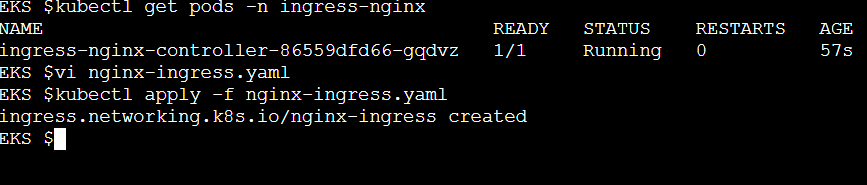 EKS $kubectl get pods -n ingress-nginx
NAME READY STATUS RESTARTS AGE
ingress-nginx-controller-86559dfd66-gqdvz 1/1 Running 0 57s
EKS $vi nginx-ingress.yaml
EKS $kubectl apply -f nginx-ingress.yaml
ingress.networking.k8s.io/nginx-ingress created
EKS $